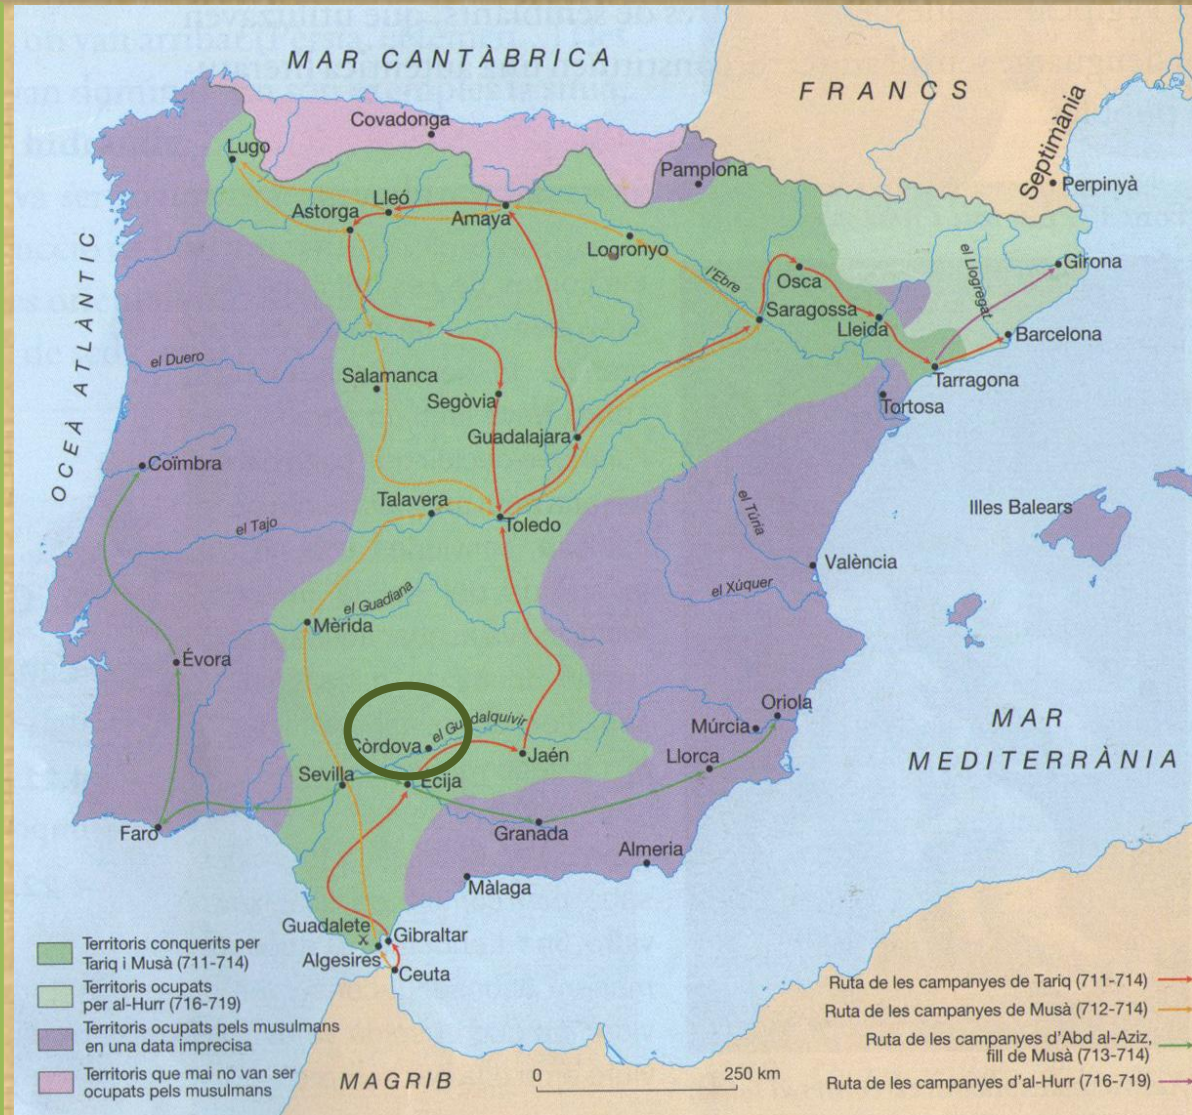 MAR CANTÀBRICA
FRANCS
Septimània
Covadonga
Lugo
Pamplona
Perpinyà
Lleó
Astorga
Amaya
Logronyo
l'Ebre
el Llogregat
Girona
Osca
Saragossa
Lleida
Barcelona
OCEÀ ATLÀNTIC
el Duero
Salamanca
Segòvia
Tarragona
Tortosa
Guadalajara
Coïmbra
Talavera
el Tajo
Toledo
el Túria
Illes Balears
València
el Xúquer
el Guadiana
Mèrida
Évora
Oriola
Múrcia
el Guadalquívir
Còrdova
Jaén
Llorca
MAR
MEDITERRÀNIA
Sevilla
Écija
Faro
Granada
Almeria
Màlaga
Guadalete
Gibraltar
Algesires
Ceuta
Territoris conquerits per
Tariq i Musà (711-714)
Territoris ocupats
per al-Hurr (716-719)
Territoris ocupats pels musulmans
en una data imprecisa
Territoris que mai no van ser
ocupats pels musulmans
MAGRIB
0
250 km
Ruta de les campanyes de Tariq (711-714)
Ruta de les campanyes de Musà (712-714)
Ruta de les campanyes d'Abd al-Aziz,
fill de Musà (713-714)
Ruta de les campanyes d'al-Hurr (716-719)